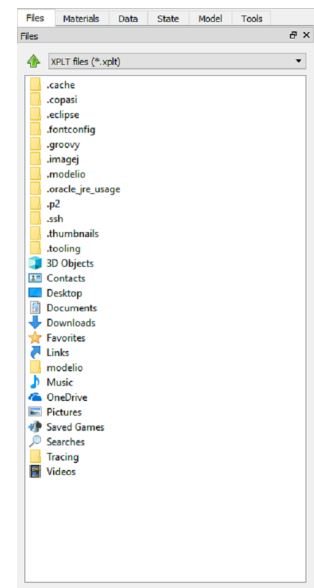 Files Materials Data State Model Tools
Files
XPLT files (*.xplt)
.cache
.copasi
.eclipse
.fontconfig
.groovy
.imagej
.modelio
.oracle_jre_usage
.p2
.ssh
.thumbnails
.tooling
3D Objects
Contacts
Desktop
Documents
Downloads
Favorites
Links
modelio
Music
OneDrive
Pictures
Saved Games
Searches
Tracing
Videos